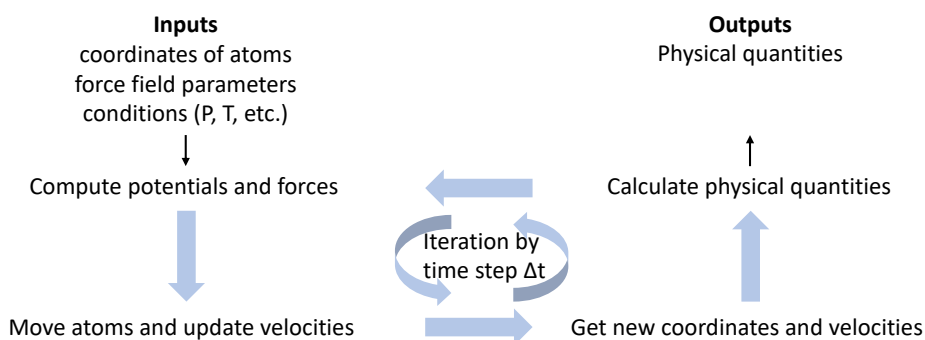 Inputs
coordinates of atoms
force field parameters
conditions (P, T, etc.)
Outputs
Physical quantities
Compute potentials and forces
Calculate physical quantities
Iteration by
time step Δt
Move atoms and update velocities
Get new coordinates and velocities